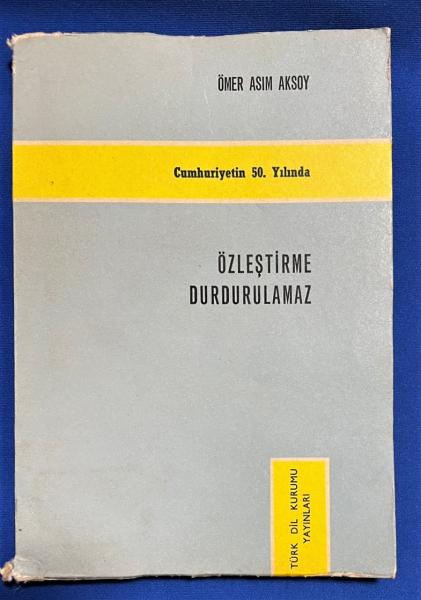 ÖMER ASIM AKSOY
Cumhuriyetin 50. Yılında
ÖZLEŞTİRME
DURDURULAMAZ
TÜRK DİL KURUMU
YAYINLARI